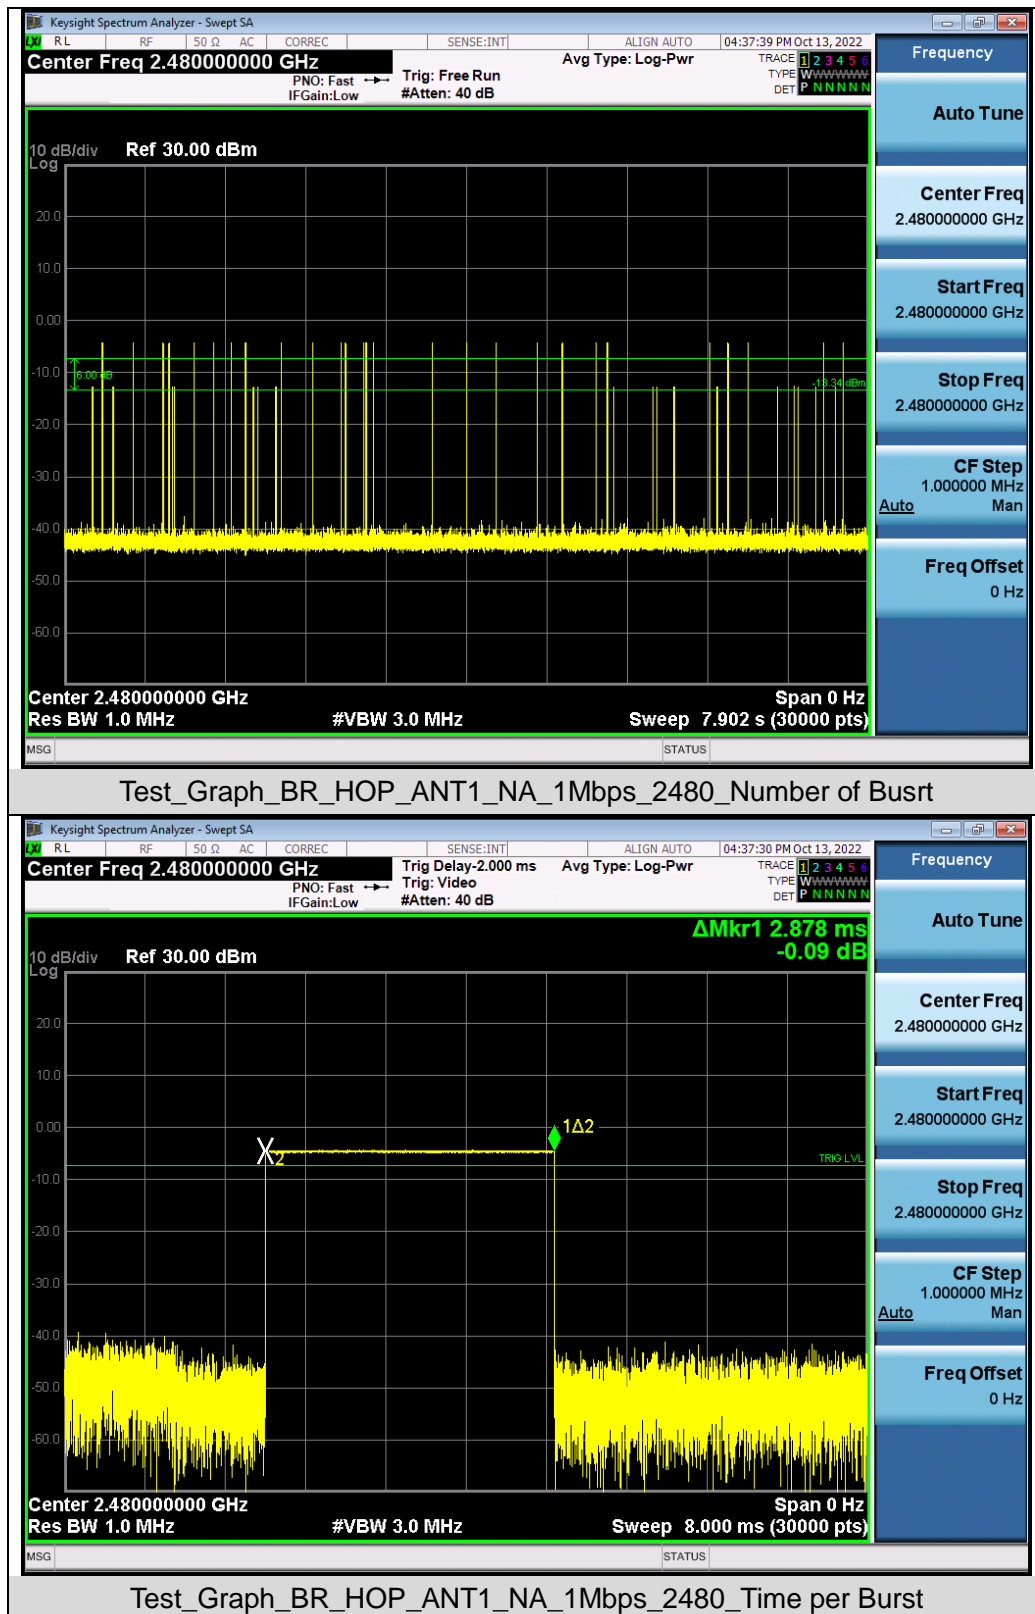 Keysight Spectrum Analyzer - Swept SA
LXI RL RF 50 Ω AC CORREC SENSE:INT ALIGN AUTO 04:37:39 PM Oct 13, 2022
Center Freq 2.480000000 GHz
PNO: Fast
IFGain:Low
Trig: Free Run
#Atten: 40 dB
Avg Type: Log-Pwr
TRACE 1 2 3 4 5 6
TYPE WWWWWW
DET P N N N N N
10 dB/div
Log
Ref 30.00 dBm
20.0
10.0
0.00
-10.0
-20.0
-30.0
-40.0
-50.0
-60.0
6.00 dB
Center 2.480000000 GHz
Span 0 Hz
Res BW 1.0 MHz
#VBW 3.0 MHz
Sweep 7.902 s (30000 pts)
MSG
STATUS
Frequency
Auto Tune
Center Freq
2.480000000 GHz
Start Freq
2.480000000 GHz
Stop Freq
2.480000000 GHz
CF Step
1.000000 MHz
Auto Man
Freq Offset
0 Hz
Test_Graph_BR_HOP_ANT1_NA_1Mbps_2480_Number of Busrt
Keysight Spectrum Analyzer - Swept SA
LXI RL RF 50 Ω AC CORREC SENSE:INT ALIGN AUTO 04:37:30 PM Oct 13, 2022
Center Freq 2.480000000 GHz
PNO: Fast
IFGain:Low
Trig Delay-2.000 ms
Trig: Video
#Atten: 40 dB
Avg Type: Log-Pwr
TRACE 1 2 3 4 5 6
TYPE WWWWWW
DET P N N N N N
ΔMkr1 2.878 ms
-0.09 dB
10 dB/div
Log
Ref 30.00 dBm
20.0
10.0
0.00
-10.0
-20.0
-30.0
-40.0
-50.0
-60.0
X2
1Δ2
TRIG LVL
Center 2.480000000 GHz
Span 0 Hz
Res BW 1.0 MHz
#VBW 3.0 MHz
Sweep 8.000 ms (30000 pts)
MSG
STATUS
Frequency
Auto Tune
Center Freq
2.480000000 GHz
Start Freq
2.480000000 GHz
Stop Freq
2.480000000 GHz
CF Step
1.000000 MHz
Auto Man
Freq Offset
0 Hz
Test_Graph_BR_HOP_ANT1_NA_1Mbps_2480_Time per Burst